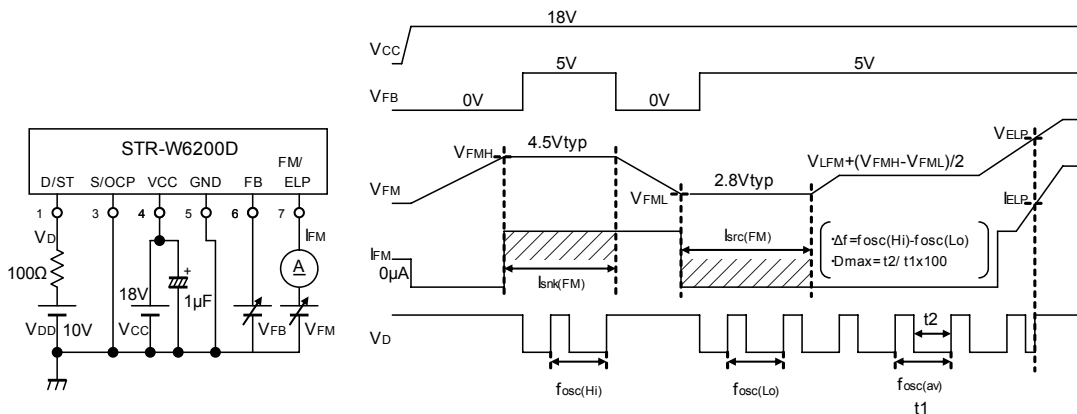 STR-W6200D
FM/
D/ST S/OCP VCC GND FB ELP
1 3 4 5 6 7
VD
IFM
100Ω
A
18V
1μF
VDD 10V
VCC
VFB
VFM
18V
VCC
5V
5V
VFB
0V
0V
VFMH
4.5Vtyp
VELP
VLFM+(VFMH-VFML)/2
VFM
VFML
2.8Vtyp
IELP
Isrc(FM)
·Δf=fosc(Hi)-fosc(Lo)
·Dmax=t2/ t1x100
IFM
0μA
Isnk(FM)
t2
VD
fosc(Hi)
fosc(Lo)
fosc(av)
t1